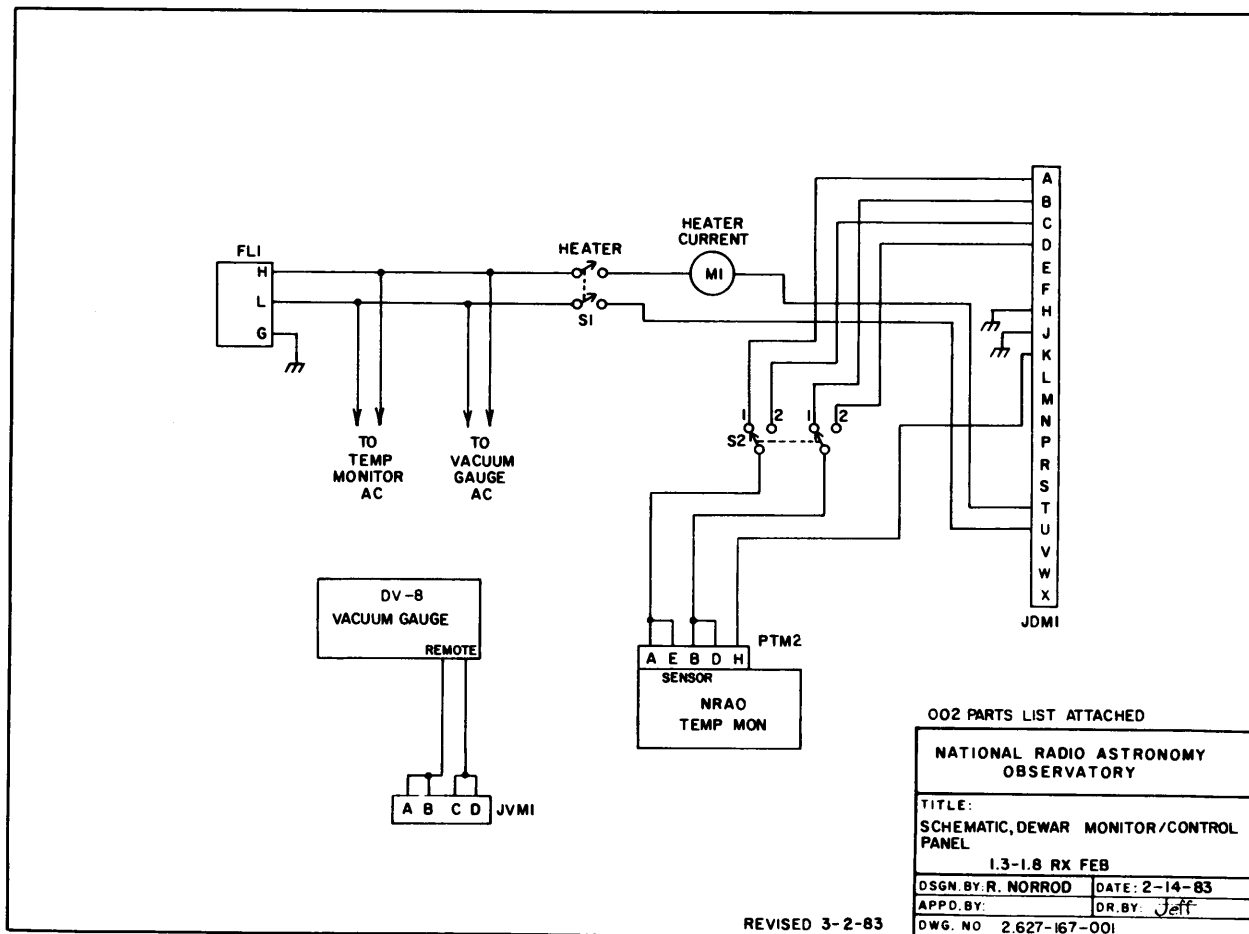 FL1
H
L
G
HEATER
S1
HEATER
CURRENT
M1
TO
TEMP
MONITOR
AC
TO
VACUUM
GAUGE
AC
1 2 1 2
S2
A
B
C
D
E
F
H
J
K
L
M
N
P
R
S
T
U
V
W
X
JDM1
DV-8
VACUUM GAUGE
REMOTE
A B C D JVM1
PTM2
A E B D H
SENSOR
NRAO
TEMP MON
002 PARTS LIST ATTACHED
NATIONAL RADIO ASTRONOMY
OBSERVATORY
TITLE:
SCHEMATIC, DEWAR MONITOR/CONTROL
PANEL
1.3-1.8 RX FEB
DSGN. BY: R. NORROD DATE: 2-14-83
APPD. BY: DR. BY: Jeff
DWG. NO 2.627-167-001
REVISED 3-2-83